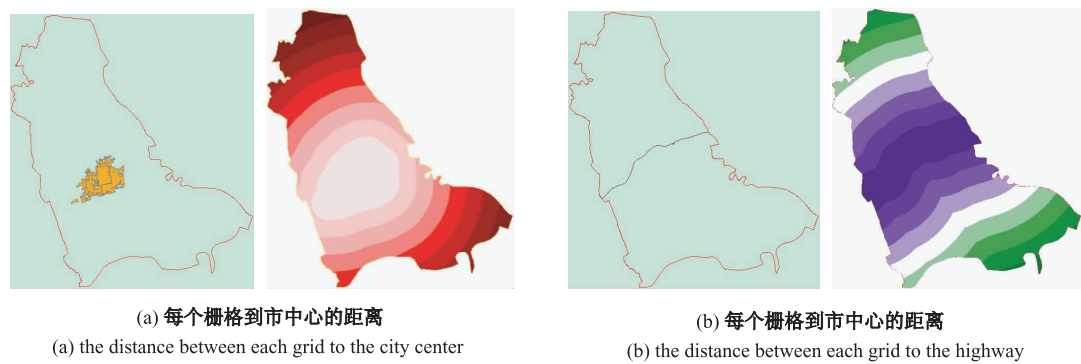 (a) 每个栅格到市中心的距离
(a) the distance between each grid to the city center
(b) 每个栅格到市中心的距离
(b) the distance between each grid to the highway